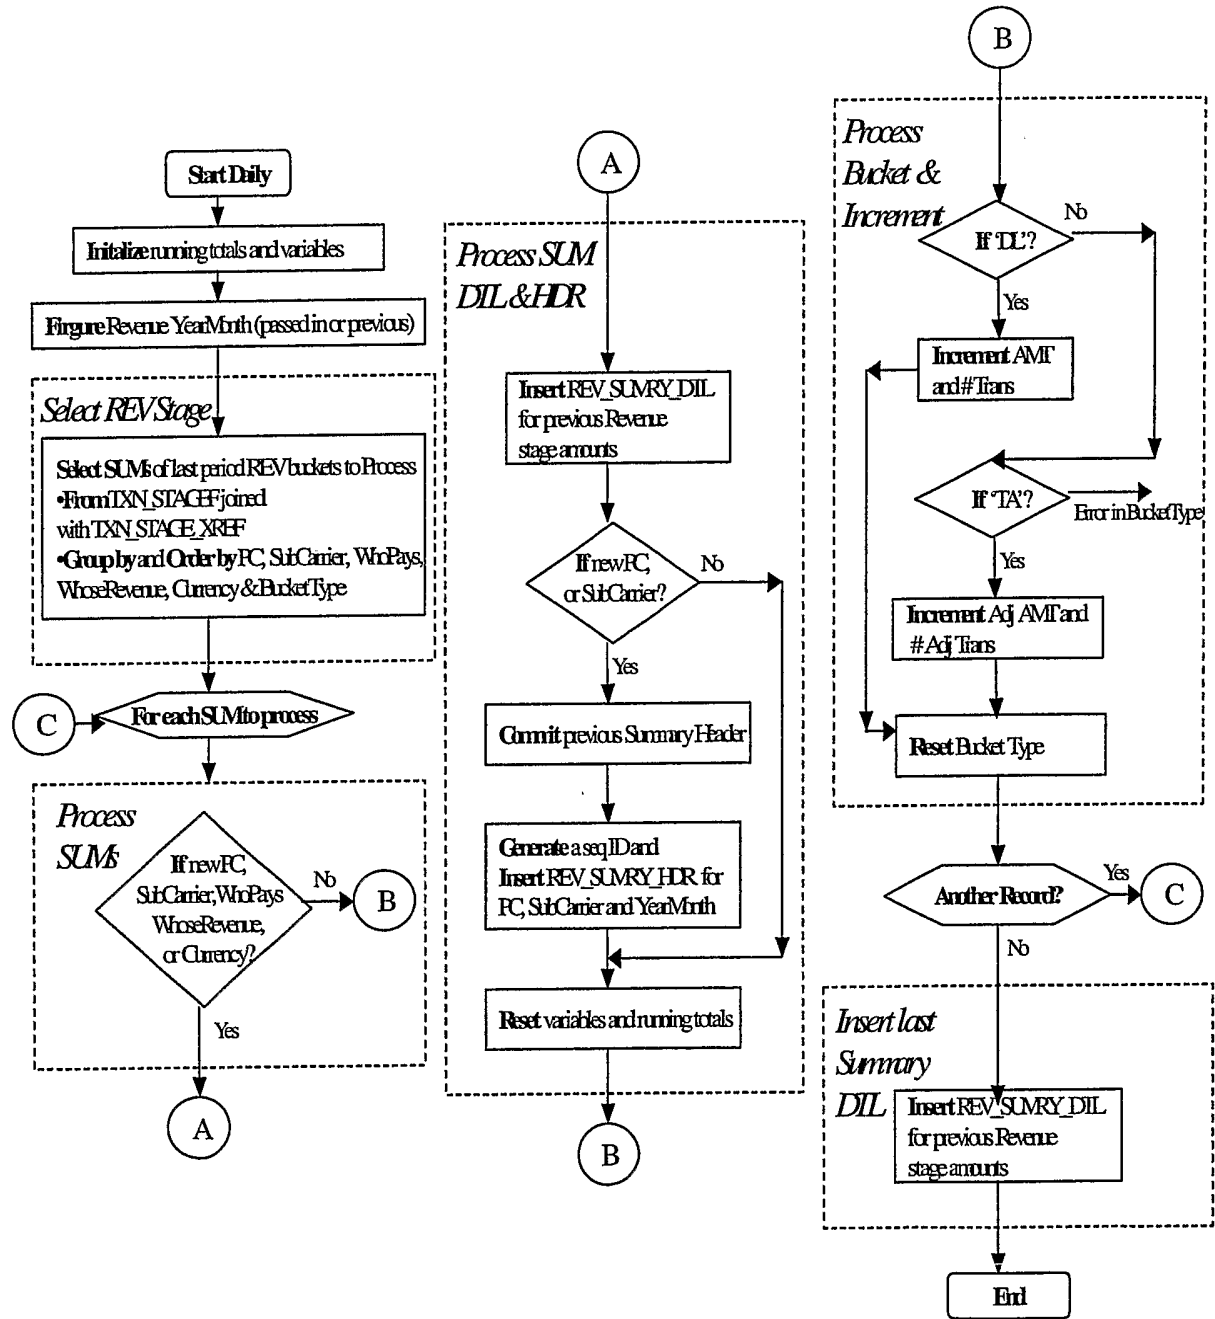 Start Daily
Initalize running totals and variables
Firgure Revenue YearMonth (passed in or previous)
Select REV Stage
Select SUMs of last period REV buckets to Process
•From TXN_STAGEF joined
with TXN_STAGE_XREF
•Group by and Order by PC, SubCarrier, WhoPays,
WhoseRevenue, Currency & BucketType
C
For each SUM to process
Process
SUMs
If new PC,
SubCarrier, WhoPays
WhoseRevenue,
or Currency?
No
B
Yes
A
A
Process SUM
DTL & HDR
Insert REV_SUMRY_DTL
for previous Revenue
stage amounts
If new PC,
or SubCarrier?
No
Yes
Commit previous Summary Header
Generate a seq ID and
Insert REV_SUMRY_HDR for
PC, SubCarrier and YearMonth
Reset variables and running totals
B
B
Process
Bucket &
Increment
If 'DL'?
No
Yes
Increment AMT
and # Trans
If 'TA'?
Error in BucketType
Yes
Increment Adj AMT and
# Adj Trans
Reset Bucket Type
Another Record?
Yes
C
No
Insert last
Summary
DTL
Insert REV_SUMRY_DTL
for previous Revenue
stage amounts
End